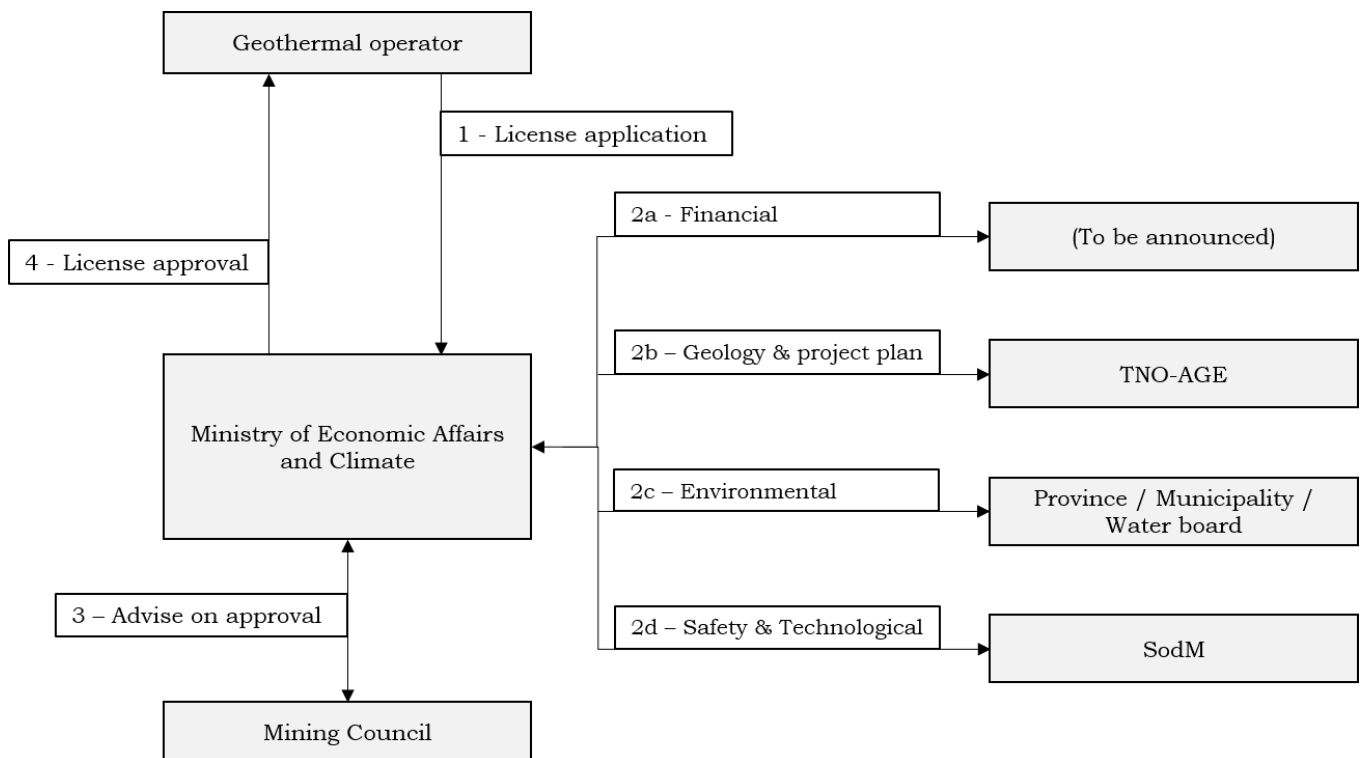 Geothermal operator
1 - License application
2a - Financial
(To be announced)
4 - License approval
2b – Geology & project plan
TNO-AGE
Ministry of Economic Affairs
and Climate
2c – Environmental
Province / Municipality /
Water board
3 – Advise on approval
2d – Safety & Technological
SodM
Mining Council